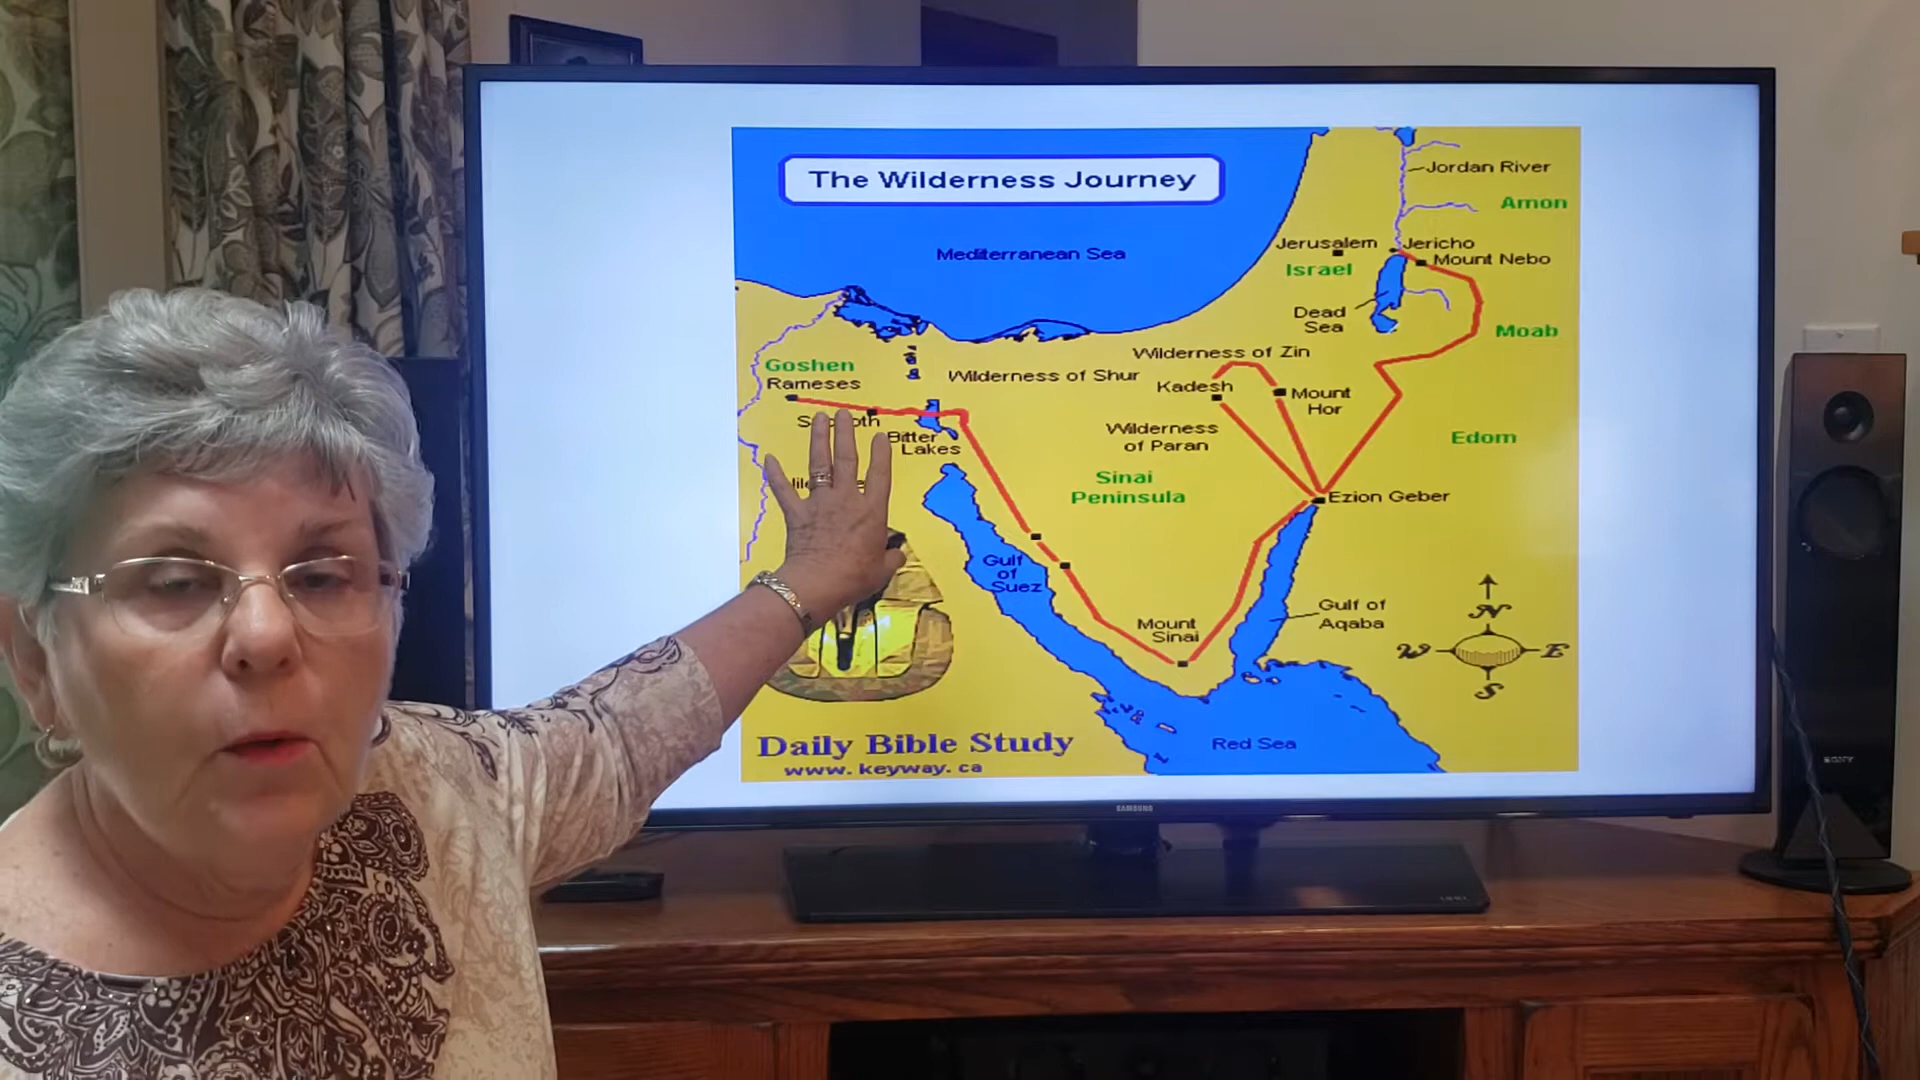 The Wilderness Journey
Mediterranean Sea
Jordan River
Amon
Jerusalem
Jericho
Israel
Mount Nebo
Dead
Sea
Moab
Goshen
Rameses
Wilderness of Shur
Wilderness of Zin
Kadesh
Mount
Hor
Bitter
Lakes
Wilderness
of Paran
Edom
Sinai
Peninsula
Ezion Geber
Gulf
of
Suez
Gulf of
Aqaba
Mount
Sinai
N
W
E
S
Red Sea
Daily Bible Study
www.keyway.ca
SAMSUNG
SONY